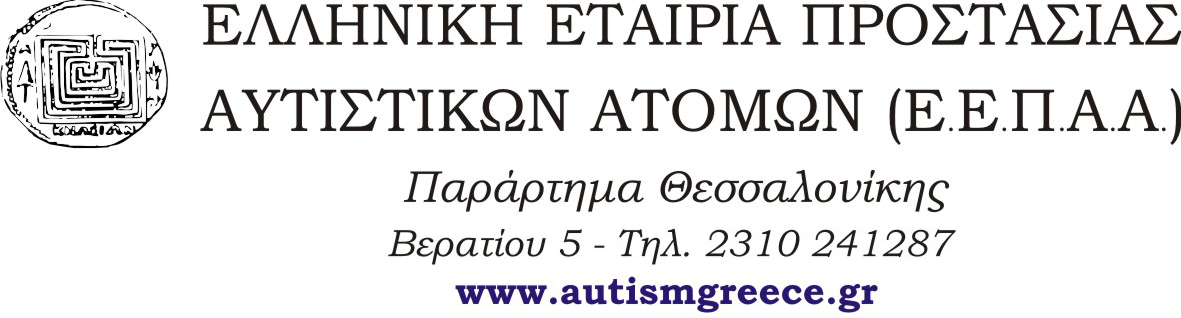 ΕΛΛΗΝΙΚΗ ΕΤΑΙΡΙΑ ΠΡΟΣΤΑΣΙΑΣ
ΑΥΤΙΣΤΙΚΩΝ ΑΤΟΜΩΝ (Ε.Ε.Π.Α.Α.)
Παράρτημα Θεσσαλονίκης
Βερατίου 5 - Τηλ. 2310 241287
www.autismgreece.gr